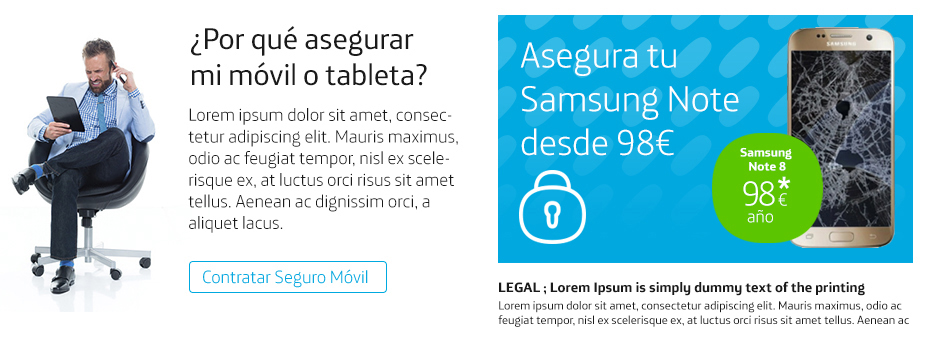 ¿Por qué asegurar
mi móvil o tableta?
Lorem ipsum dolor sit amet, consec-
tetur adipiscing elit. Mauris maximus,
odio ac feugiat tempor, nisl ex scele-
risque ex, at luctus orci risus sit amet
tellus. Aenean ac dignissim orci, a
aliquet lacus.
Contratar Seguro Móvil
Asegura tu
Samsung Note
desde 98€
SAMSUNG
Samsung
Note 8
98€*
año
LEGAL ; Lorem Ipsum is simply dummy text of the printing
Lorem ipsum dolor sit amet, consectetur adipiscing elit. Mauris maximus, odio ac
feugiat tempor, nisl ex scelerisque ex, at luctus orci risus sit amet tellus. Aenean ac